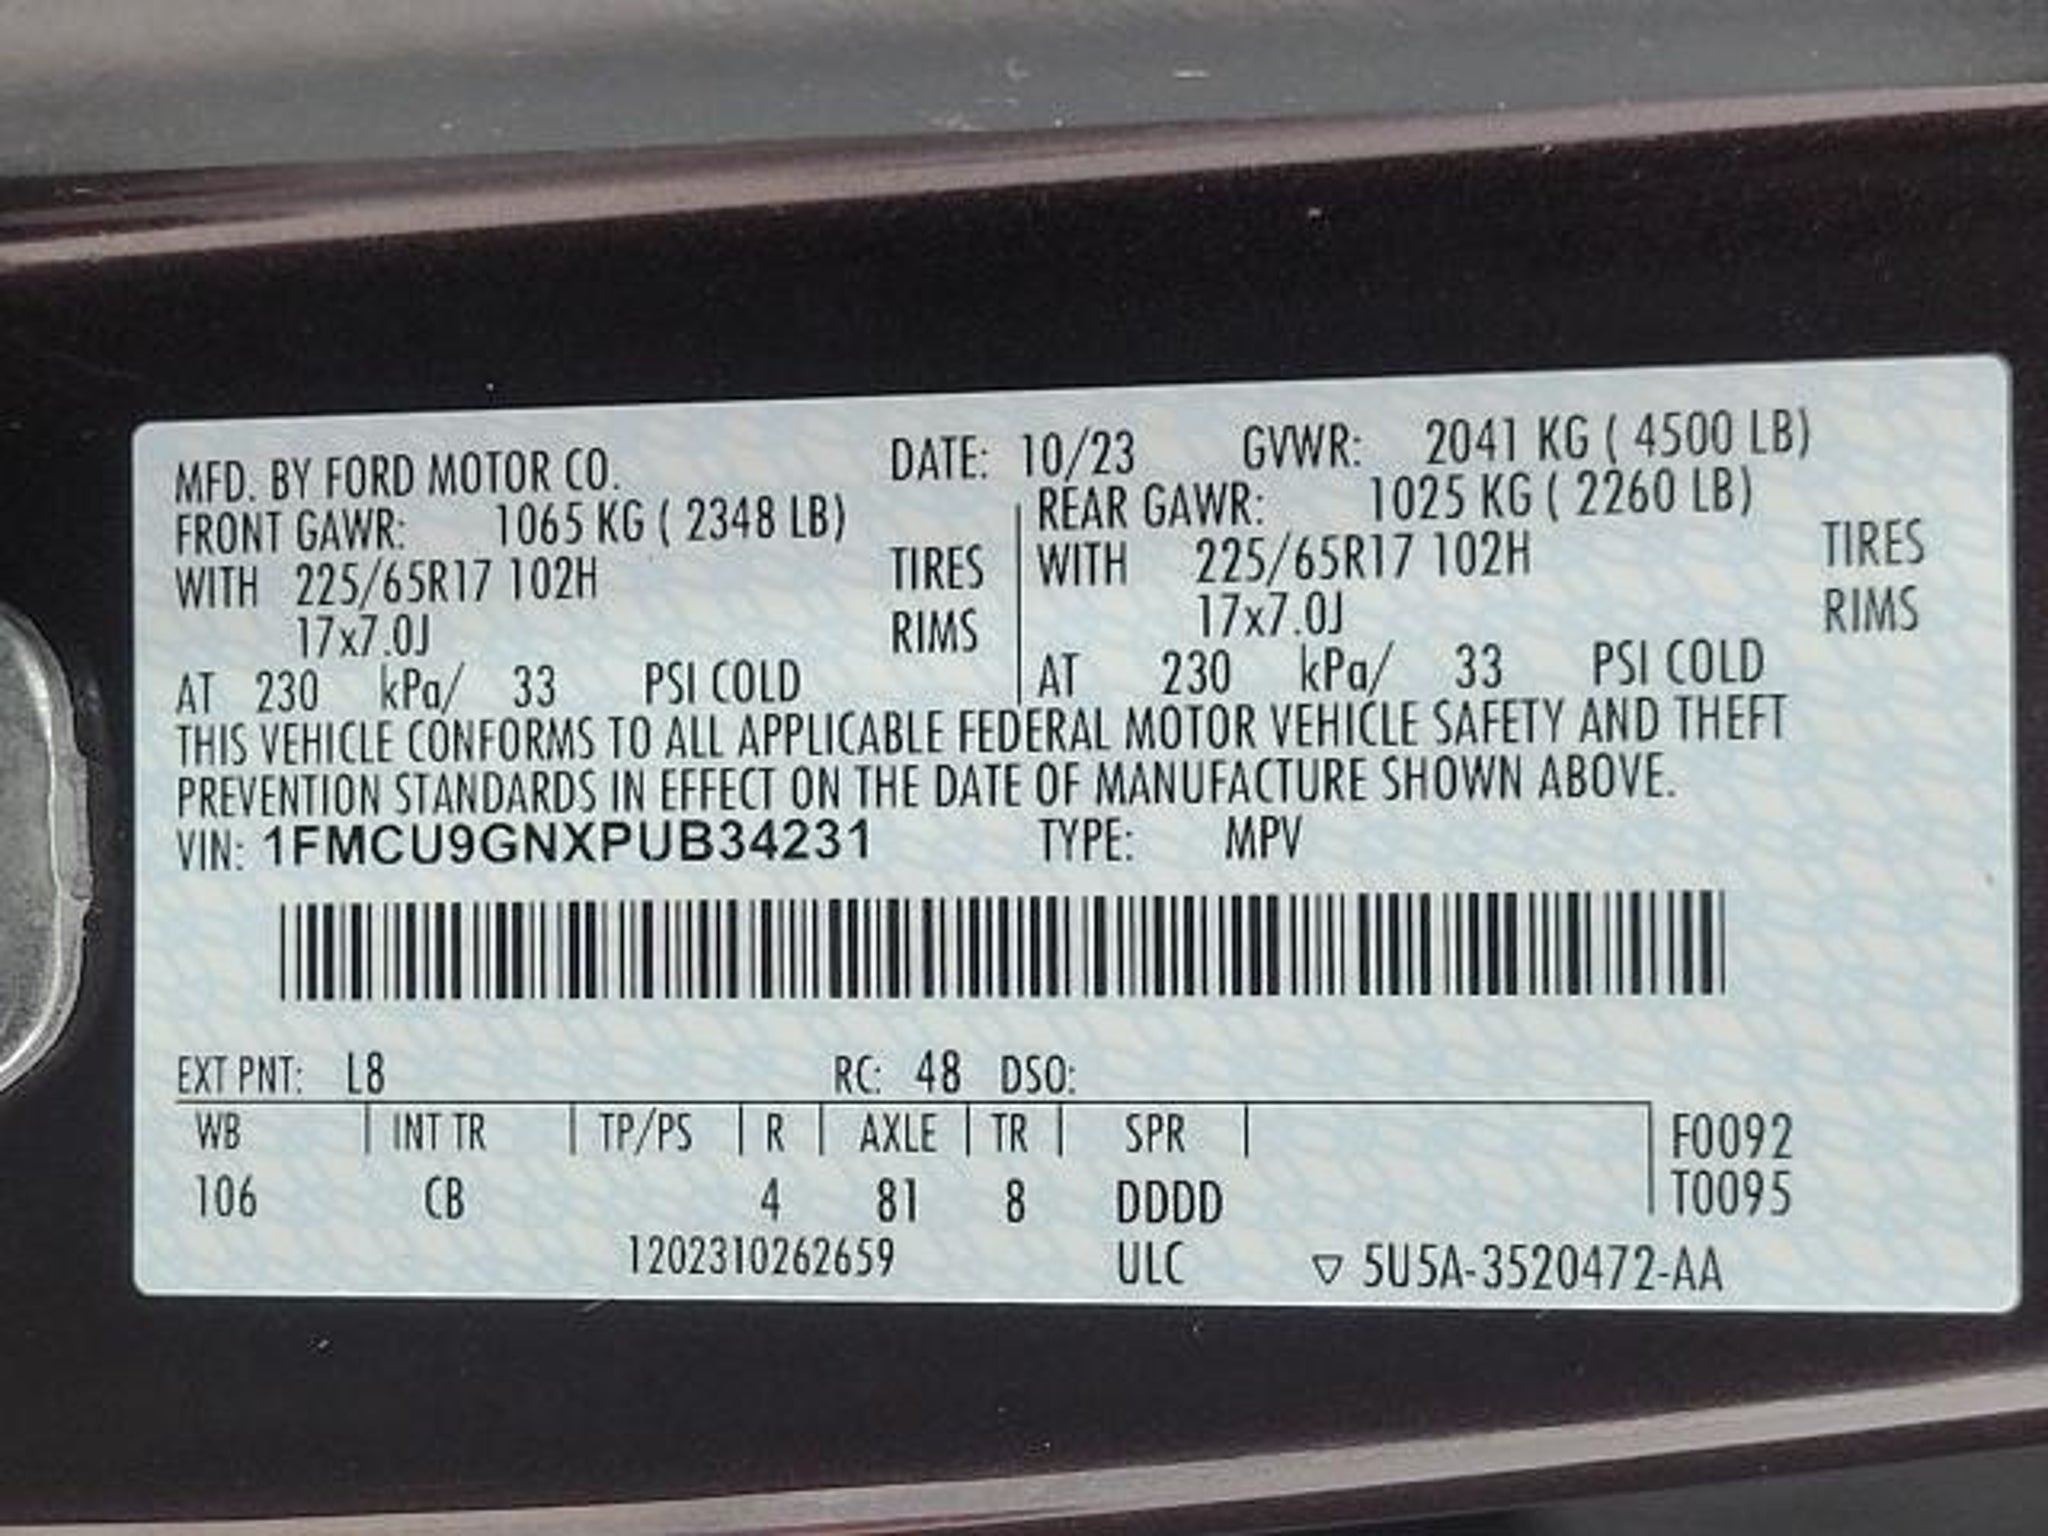 MFD. BY FORD MOTOR CO. DATE: 10/23 GVWR: 2041 KG ( 4500 LB)
FRONT GAWR: 1065 KG ( 2348 LB) REAR GAWR: 1025 KG ( 2260 LB)
WITH 225/65R17 102H TIRES WITH 225/65R17 102H TIRES
17x7.0J RIMS 17x7.0J RIMS
AT 230 kPa/ 33 PSI COLD AT 230 kPa/ 33 PSI COLD
THIS VEHICLE CONFORMS TO ALL APPLICABLE FEDERAL MOTOR VEHICLE SAFETY AND THEFT
PREVENTION STANDARDS IN EFFECT ON THE DATE OF MANUFACTURE SHOWN ABOVE.
VIN: 1FMCU9GNXPUB34231 TYPE: MPV
EXT PNT: L8 RC: 48 DSO:
WB INT TR TP/PS R AXLE TR SPR F0092
106 CB 4 81 8 DDDD T0095
1202310262659 ULC ▽ 5U5A-3520472-AA